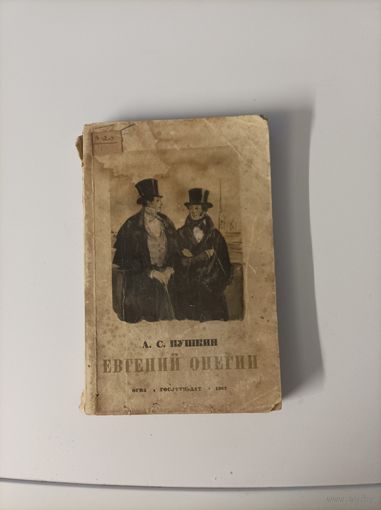 А. С. ПУШКИН
ЕВГЕНИЙ ОНЕГИН
ОГИЗ • ГОСЛИТИЗДАТ •